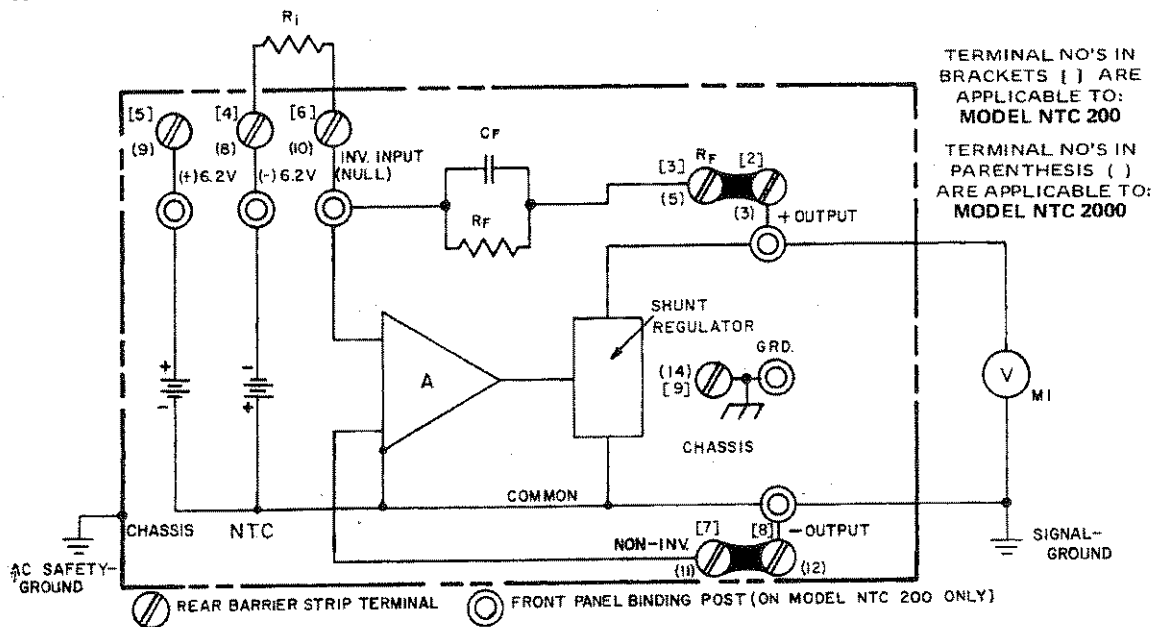 Ri
TERMINAL NO'S IN
BRACKETS [ ] ARE
APPLICABLE TO:
MODEL NTC 200
TERMINAL NO'S IN
PARENTHESIS ( )
ARE APPLICABLE TO:
MODEL NTC 2000
[5] [4] [6]
(9) (8) (10)
INV. INPUT
(NULL)
(+)6.2V (-)6.2V
CF
RF
[3] RF [2]
(5) (3)
+ OUTPUT
SHUNT
REGULATOR
A
+
-
-
+
(14)
[9]
GRD.
CHASSIS
V
M1
COMMON
CHASSIS NTC
NON-INV.
[7] [8]
-OUTPUT
(11) (12)
SIGNAL-
GROUND
AC SAFETY-
GROUND
REAR BARRIER STRIP TERMINAL
FRONT PANEL BINDING POST (ON MODEL NTC 200 ONLY)